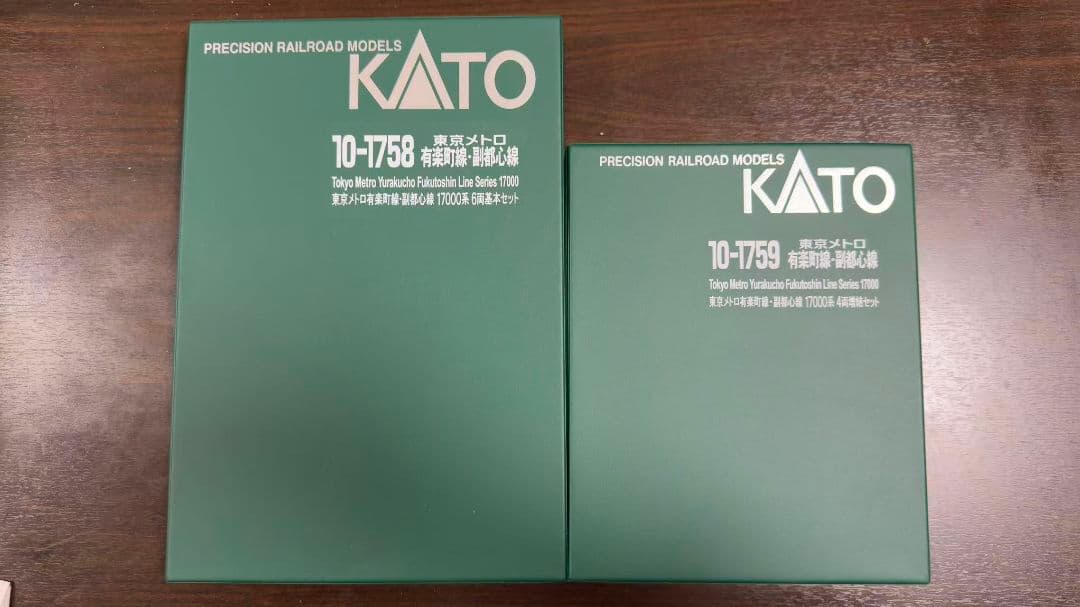 PRECISION RAILROAD MODELS
KATO
10-1758 東京メトロ
有楽町線・副都心線
Tokyo Metro Yurakucho Fukutoshin Line Series 17000
東京メトロ有楽町線・副都心線 17000系 6両基本セット
PRECISION RAILROAD MODELS
KATO
10-1759 東京メトロ
有楽町線・副都心線
Tokyo Metro Yurakucho Fukutoshin Line Series 17000
東京メトロ有楽町線・副都心線 17000系 4両増結セット